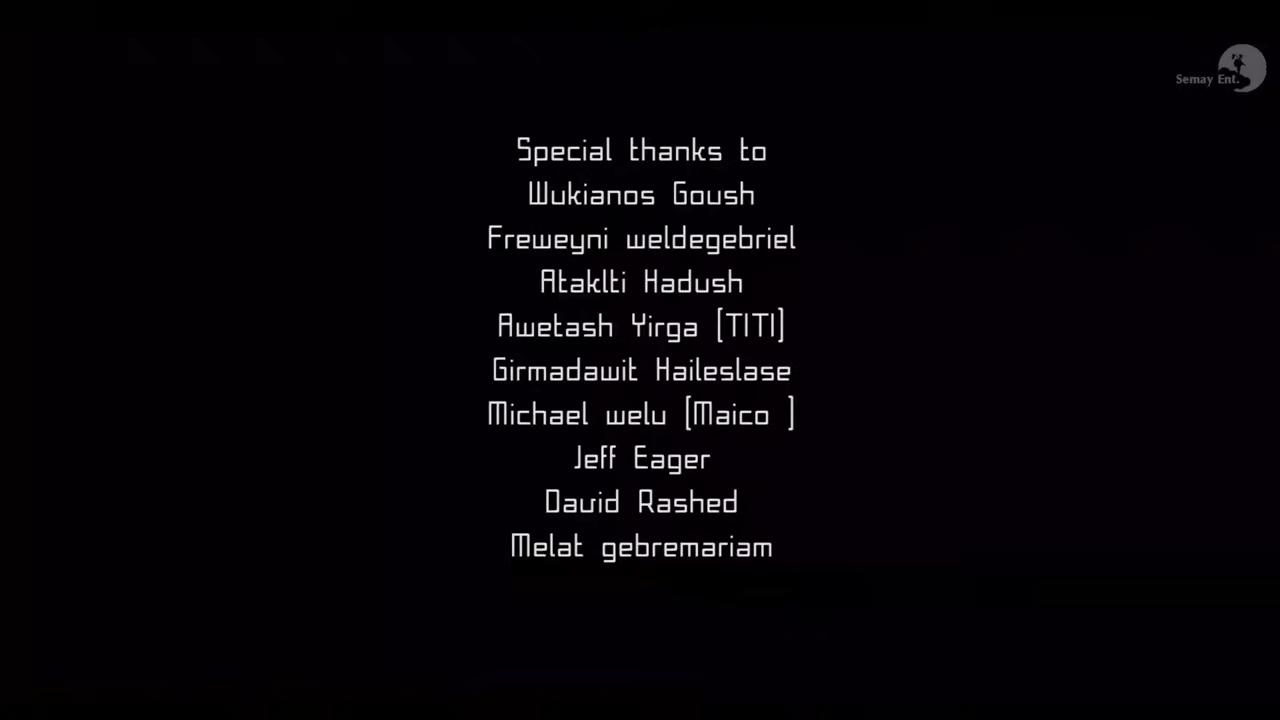 Semay Ent.
Special thanks to
Wukianos Goush
Freweyni weldegebriel
Ataklti Hadush
Awetash Yirga [TITI]
Girmadawit Haileslase
Michael welu [Maico ]
Jeff Eager
David Rashed
Melat gebremariam